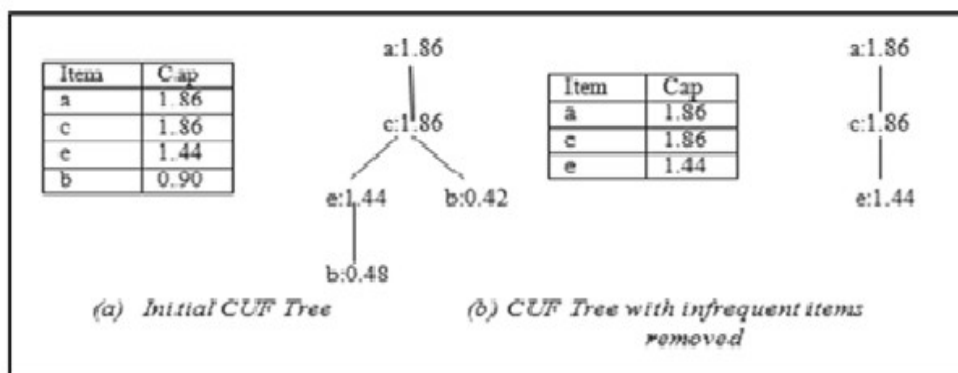 Item Cap
a 1.86
c 1.86
e 1.44
b 0.90
a:1.86
c:1.86
e:1.44 b:0.42
b:0.48
(a) Initial CUF Tree
Item Cap
a 1.86
c 1.86
e 1.44
a:1.86
c:1.86
e:1.44
(b) CUF Tree with infrequent items
removed